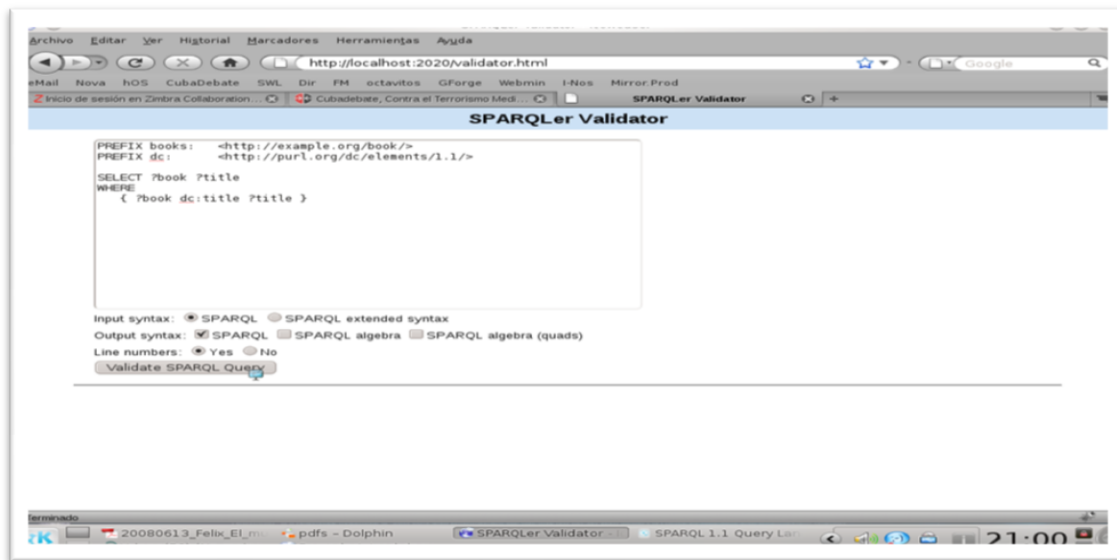 Archivo Editar Ver Historial Marcadores Herramientas Ayuda
http://localhost:2020/validator.html Google
eMail Nova hOS CubaDebate SWL Dir FM octavitos GForge Webmin I-Nos Mirror.Prod
Inicio de sesión en Zimbra Collaboration... Cubadebate, Contra el Terrorismo Medi... SPARQLer Validator
SPARQLer Validator
PREFIX books: <http://example.org/book/>
PREFIX dc: <http://purl.org/dc/elements/1.1/>
SELECT ?book ?title
WHERE
{ ?book dc:title ?title }
Input syntax: SPARQL SPARQL extended syntax
Output syntax: SPARQL SPARQL algebra SPARQL algebra (quads)
Line numbers: Yes No
Validate SPARQL Query
Terminado
20080613_Felix_El_m pdfs – Dolphin SPARQLer Validator - SPARQL 1.1 Query Lan 21:00